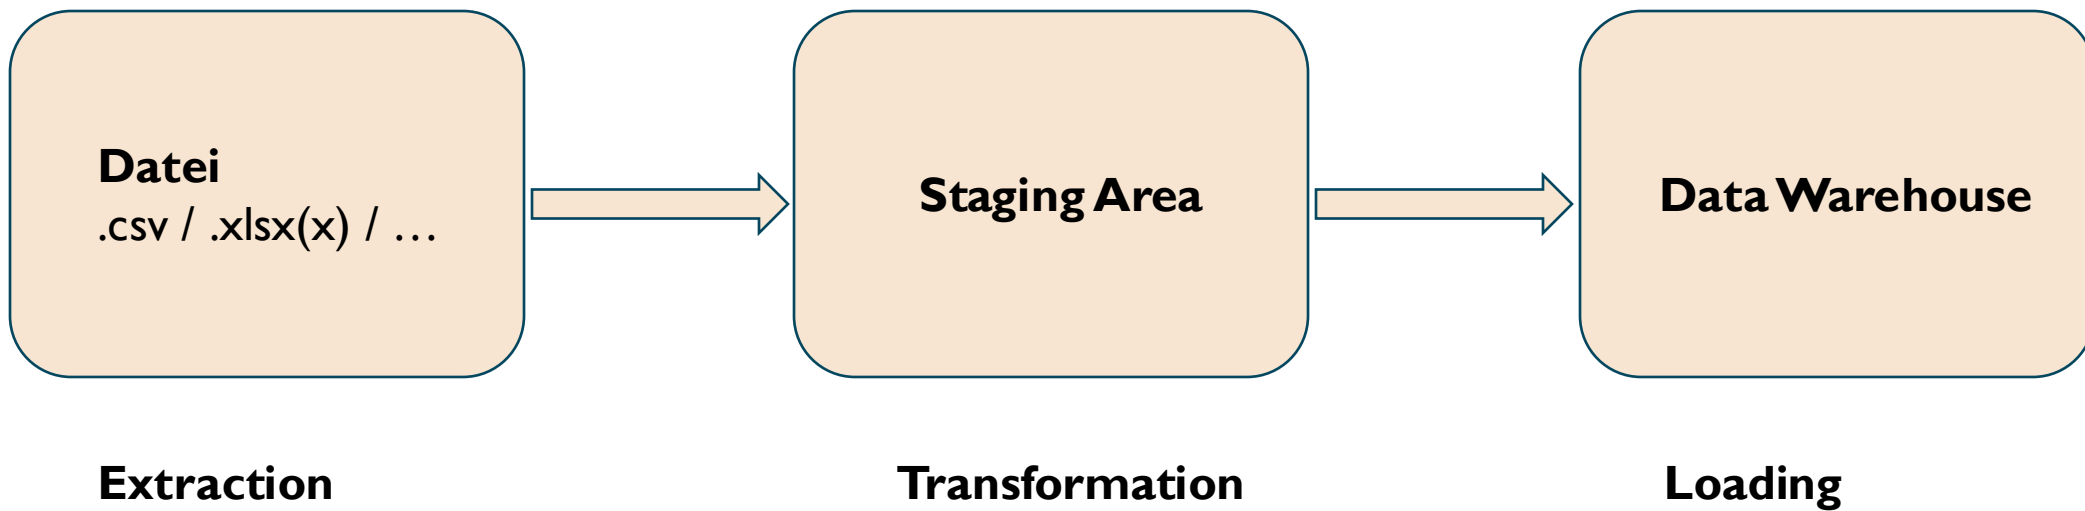 Datei
.csv / .xlsx(x) / …
Staging Area
Data Warehouse
Extraction
Transformation
Loading